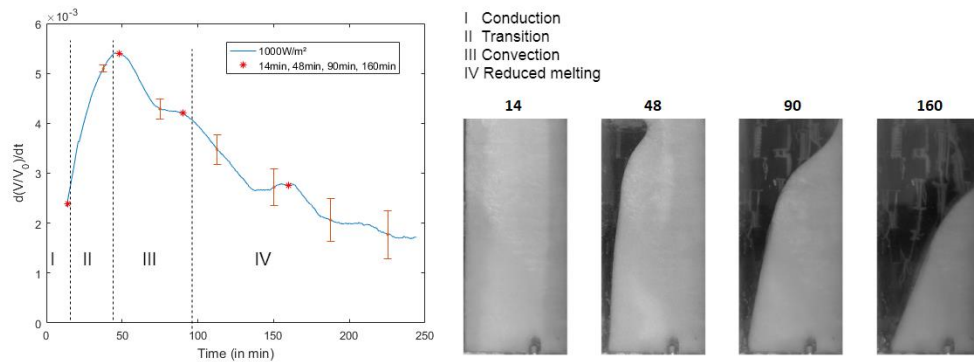 ×10⁻³
6
5
4
3
2
1
0
d(V/V₀)/dt
1000W/m²
14min, 48min, 90min, 160min
I II III IV
0 50 100 150 200 250
Time (in min)
I Conduction
II Transition
III Convection
IV Reduced melting
14 48 90 160